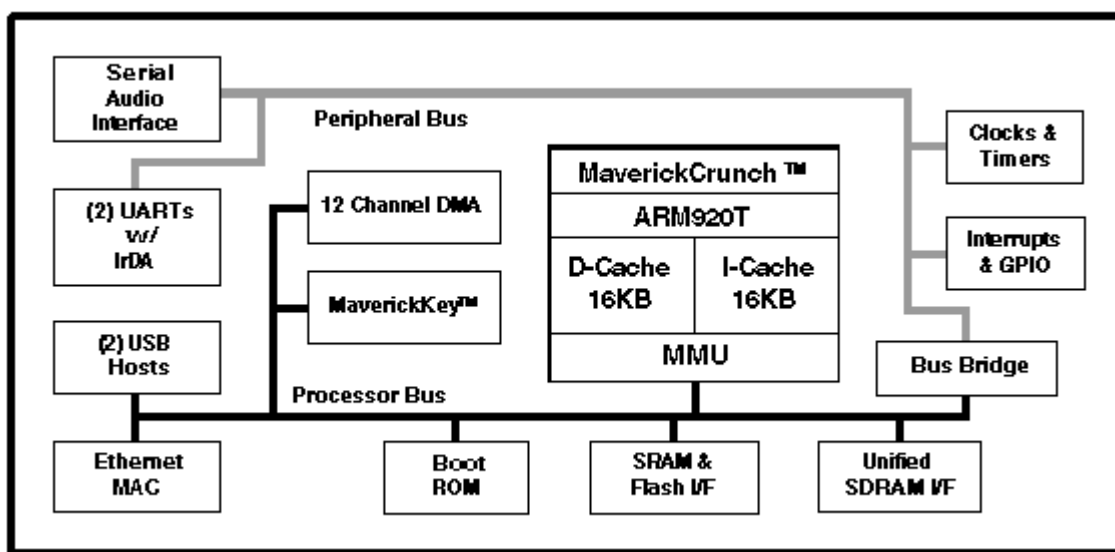 Serial
Audio
Interface
Peripheral Bus
Clocks &
Timers
MaverickCrunch ™
ARM920T
D-Cache
16KB
I-Cache
16KB
MMU
(2) UARTs
w/
IrDA
12 Channel DMA
MaverickKey™
Interrupts
& GPIO
(2) USB
Hosts
Bus Bridge
Processor Bus
Ethernet
MAC
Boot
ROM
SRAM &
Flash I/F
Unified
SDRAM I/F